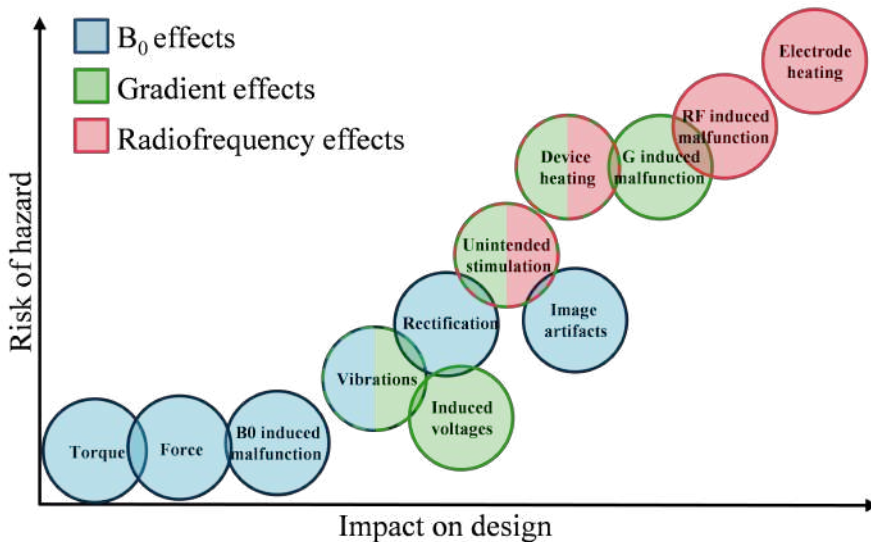 B₀ effects
Gradient effects
Radiofrequency effects
Electrode
heating
RF induced
malfunction
Device
heating
G induced
malfunction
Unintended
stimulation
Rectification
Image
artifacts
Vibrations
Induced
voltages
Torque
Force
B0 induced
malfunction
Risk of hazard
Impact on design